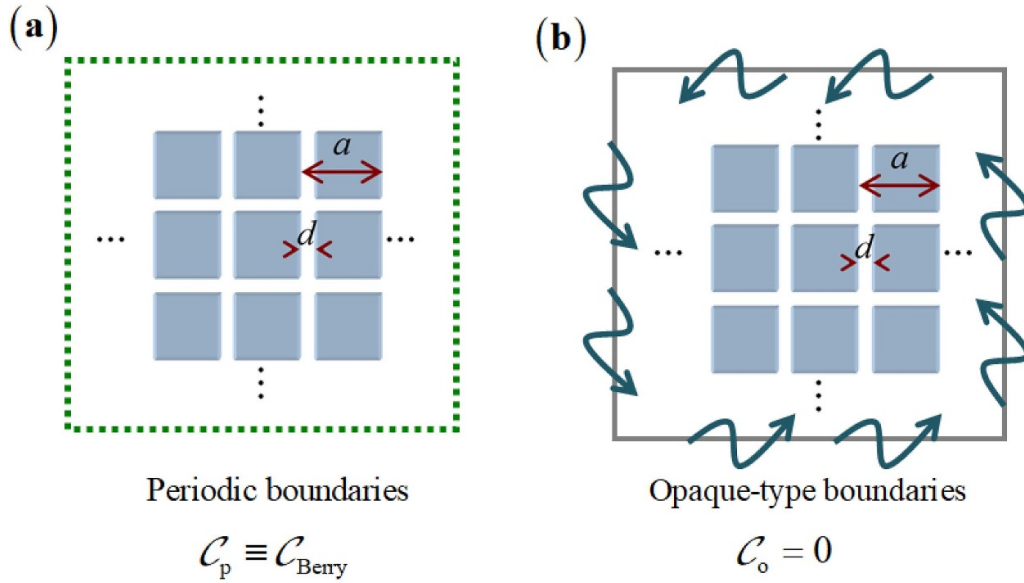 (a)
a
d
...
...
Periodic boundaries
𝒞p ≡ 𝒞Berry
(b)
a
d
...
...
Opaque-type boundaries
𝒞o = 0